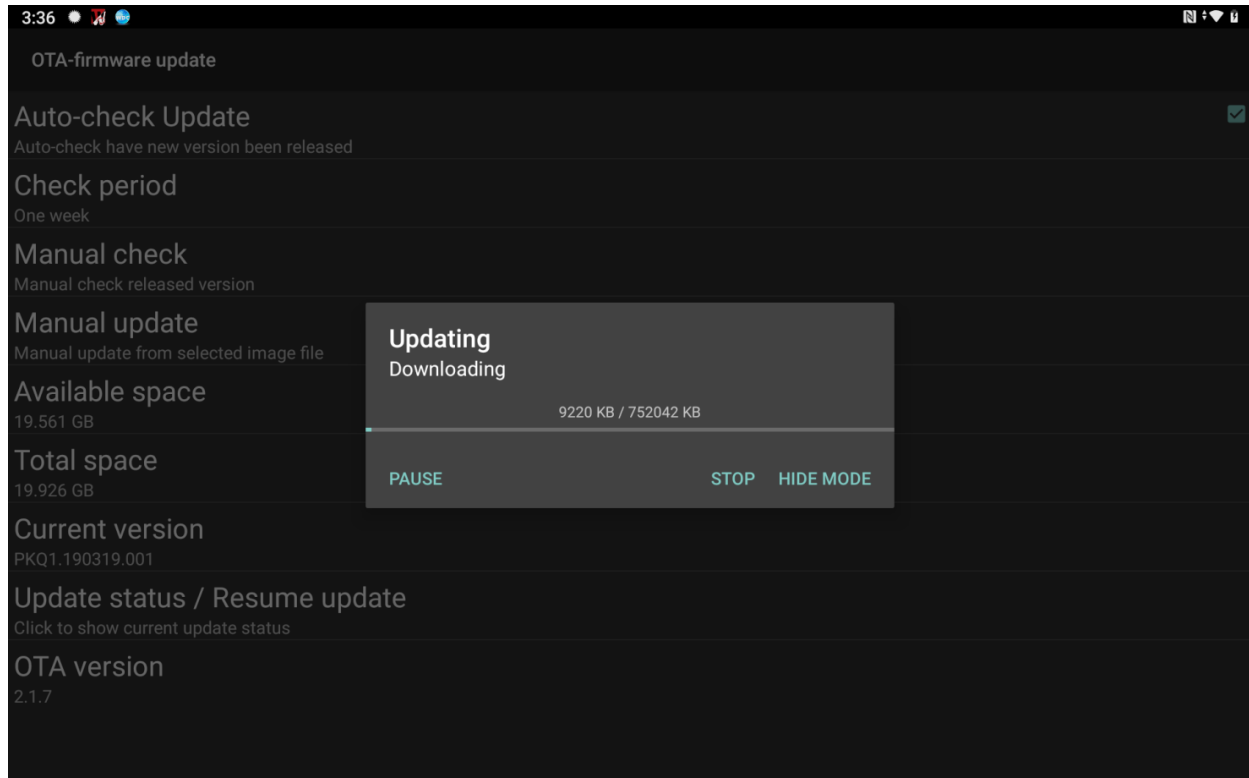 3:36
OTA-firmware update
Auto-check Update
Auto-check have new version been released
Check period
One week
Manual check
Manual check released version
Manual update
Manual update from selected image file
Available space
19.561 GB
Total space
19.926 GB
Current version
PKQ1.190319.001
Update status / Resume update
Click to show current update status
OTA version
2.1.7
Updating
Downloading
9220 KB / 752042 KB
PAUSE STOP HIDE MODE